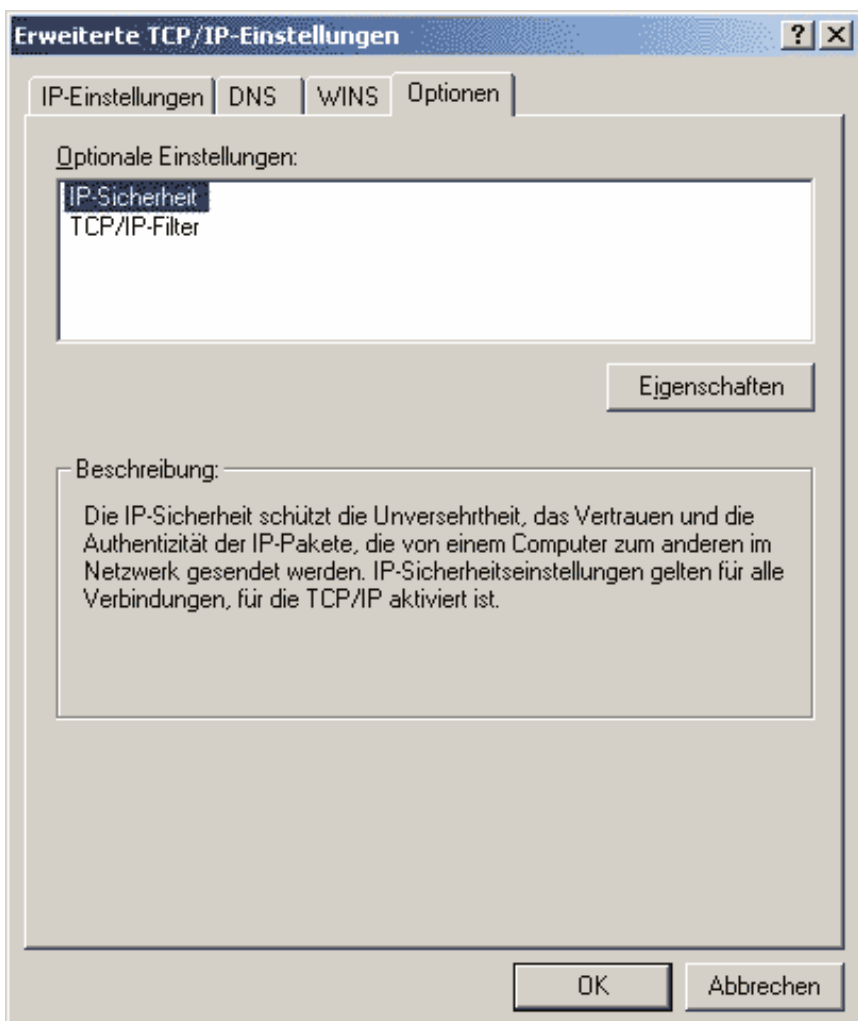 Erweiterte TCP/IP-Einstellungen
IP-Einstellungen
DNS
WINS
Optionen
Optionale Einstellungen:
IP-Sicherheit
TCP/IP-Filter
Eigenschaften
Beschreibung:
Die IP-Sicherheit schützt die Unversehrtheit, das Vertrauen und die
Authentizität der IP-Pakete, die von einem Computer zum anderen im
Netzwerk gesendet werden. IP-Sicherheitseinstellungen gelten für alle
Verbindungen, für die TCP/IP aktiviert ist.
OK
Abbrechen